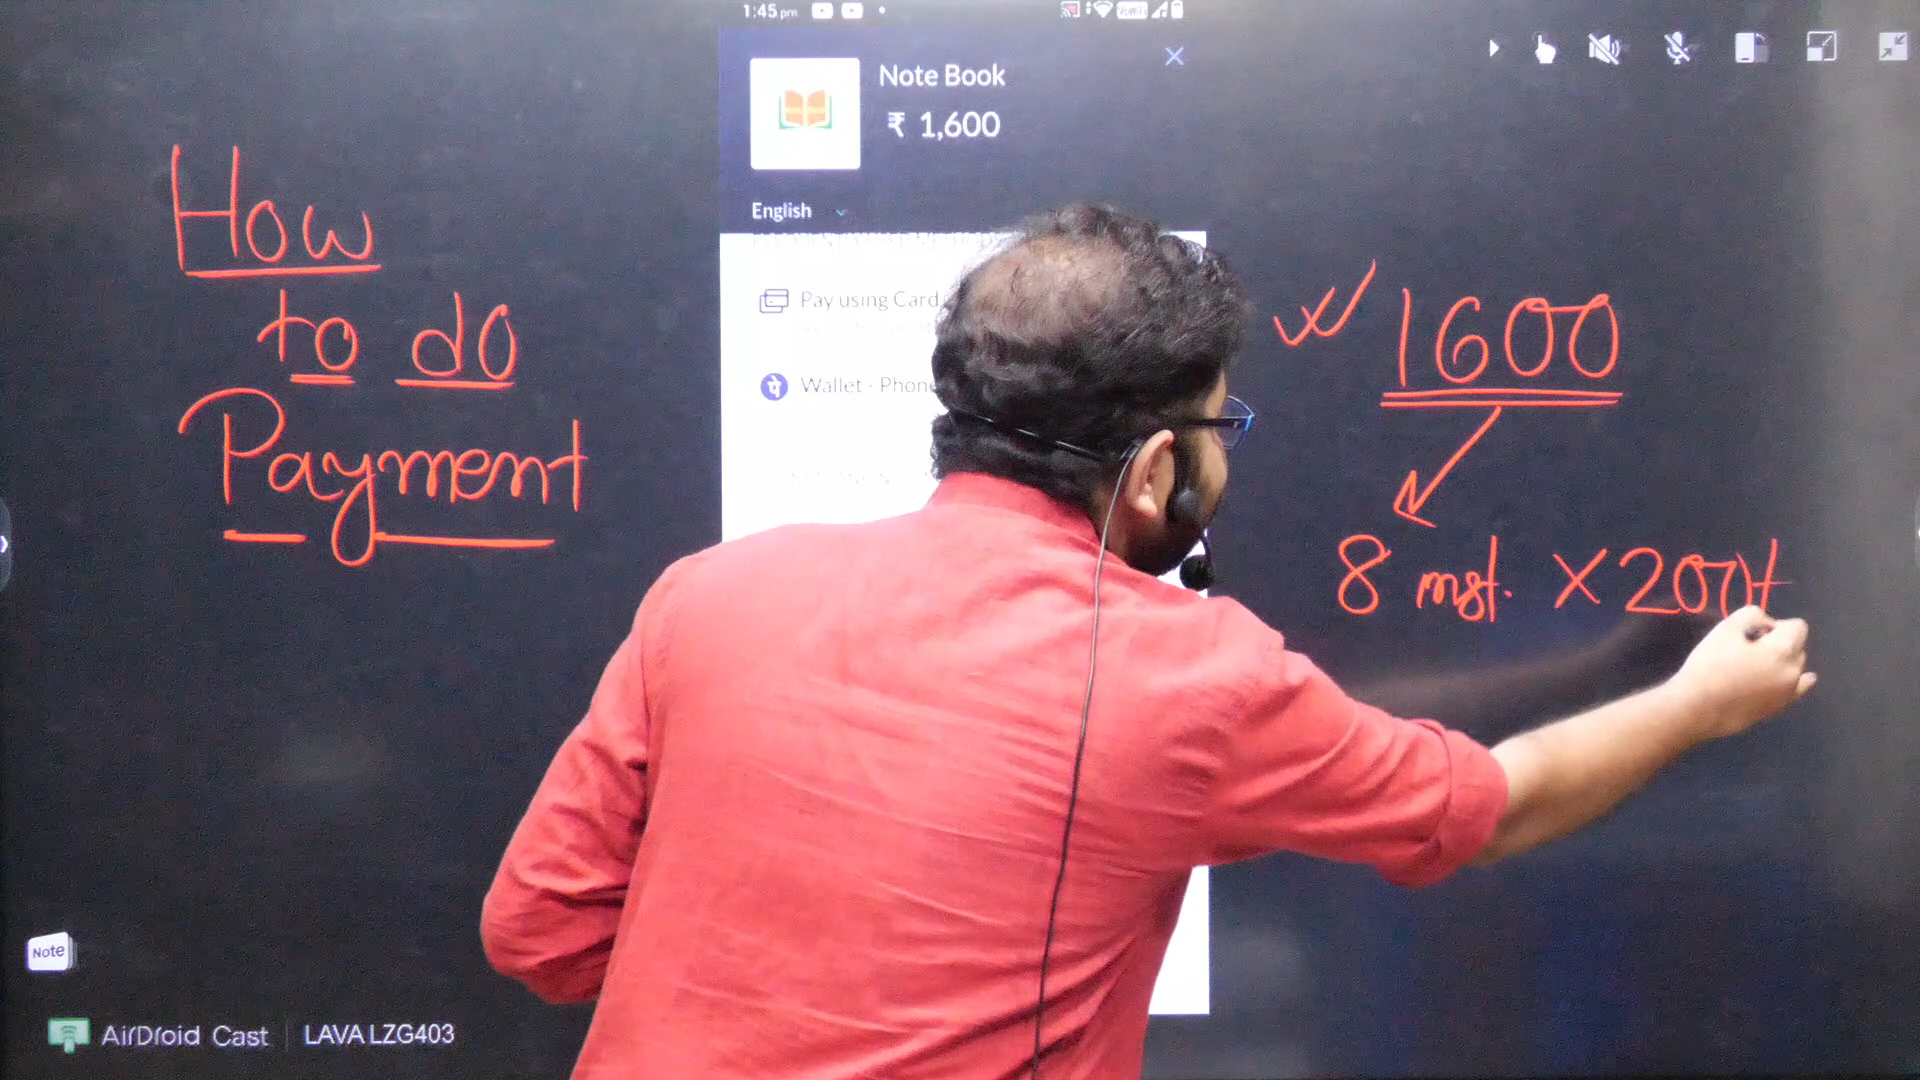 1:45 pm
Note Book
₹ 1,600
English
Pay using Card
Wallet - Phon
How
to do
Payment
1600
8 mst. × 200
Note
AirDroid Cast | LAVA LZG403